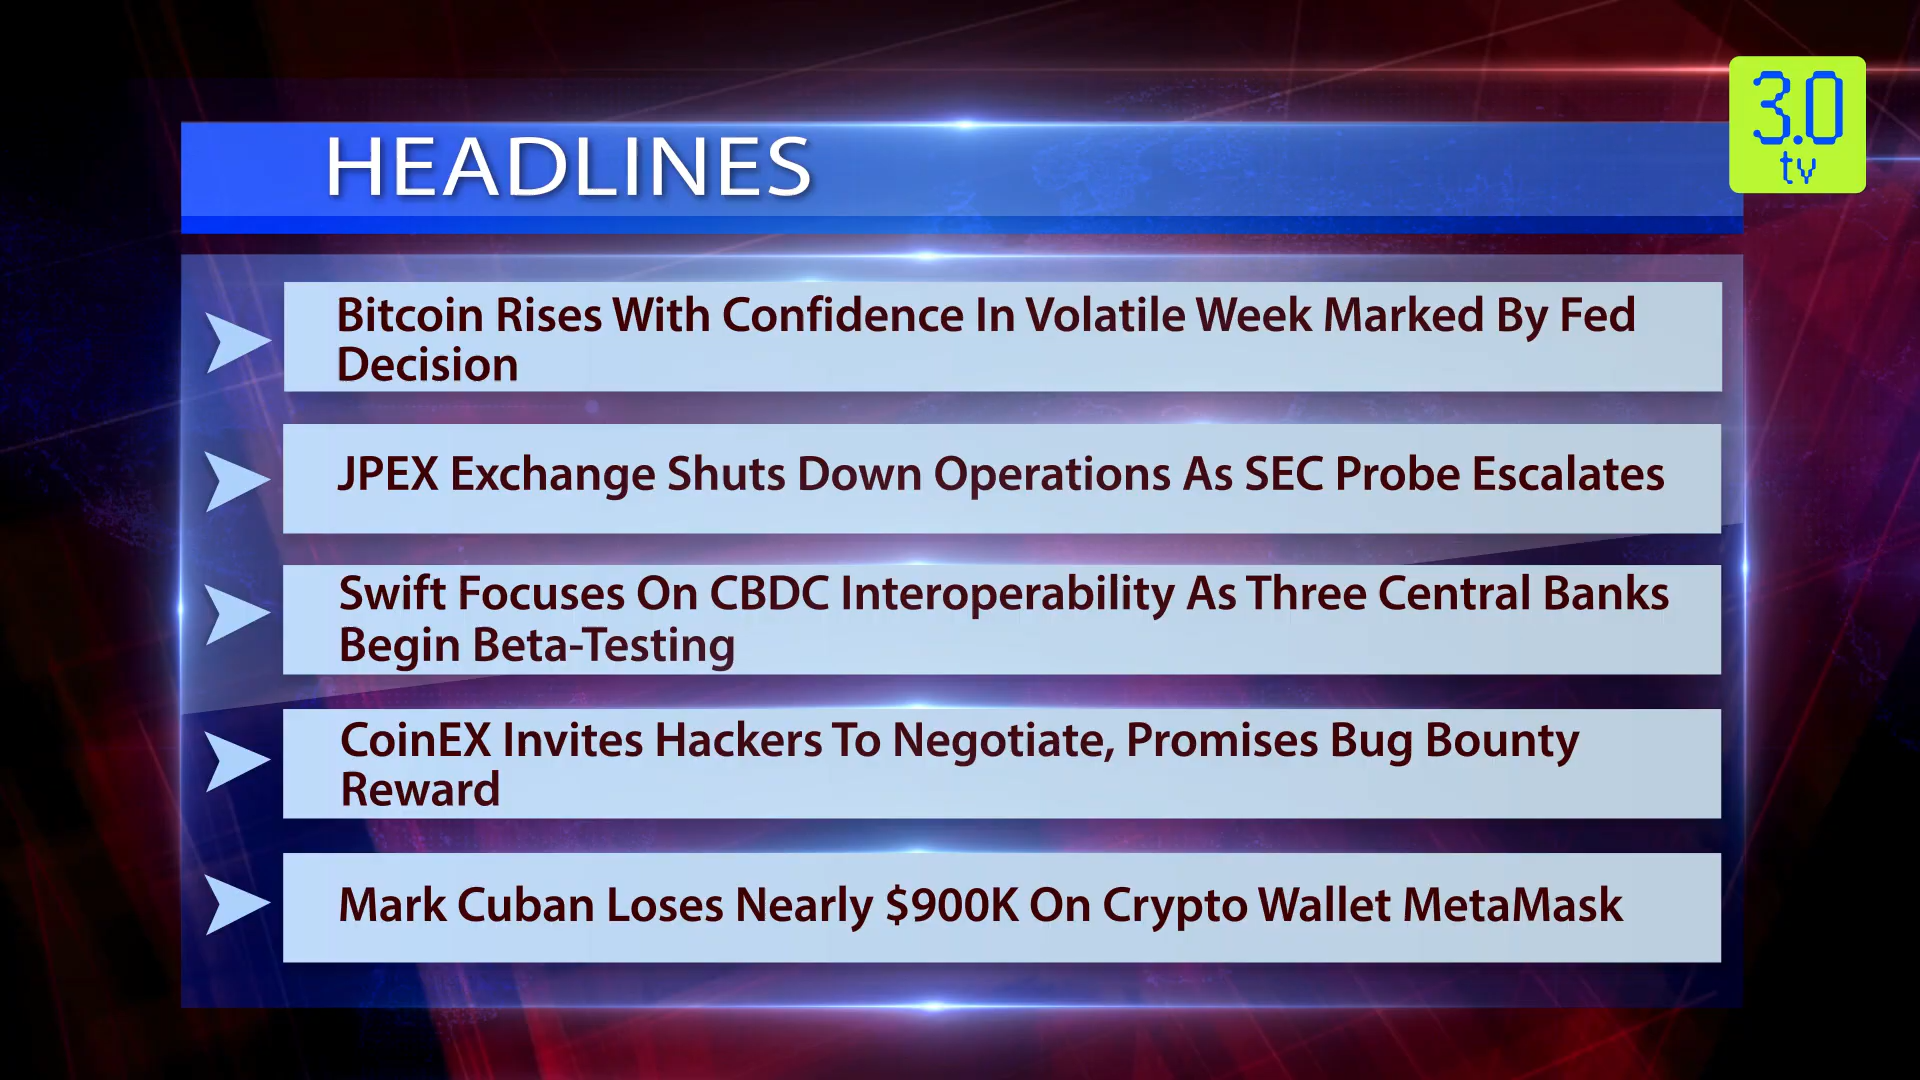 3.0
tv
HEADLINES
Bitcoin Rises With Confidence In Volatile Week Marked By Fed
Decision
JPEX Exchange Shuts Down Operations As SEC Probe Escalates
Swift Focuses On CBDC Interoperability As Three Central Banks
Begin Beta-Testing
CoinEX Invites Hackers To Negotiate, Promises Bug Bounty
Reward
Mark Cuban Loses Nearly $900K On Crypto Wallet MetaMask